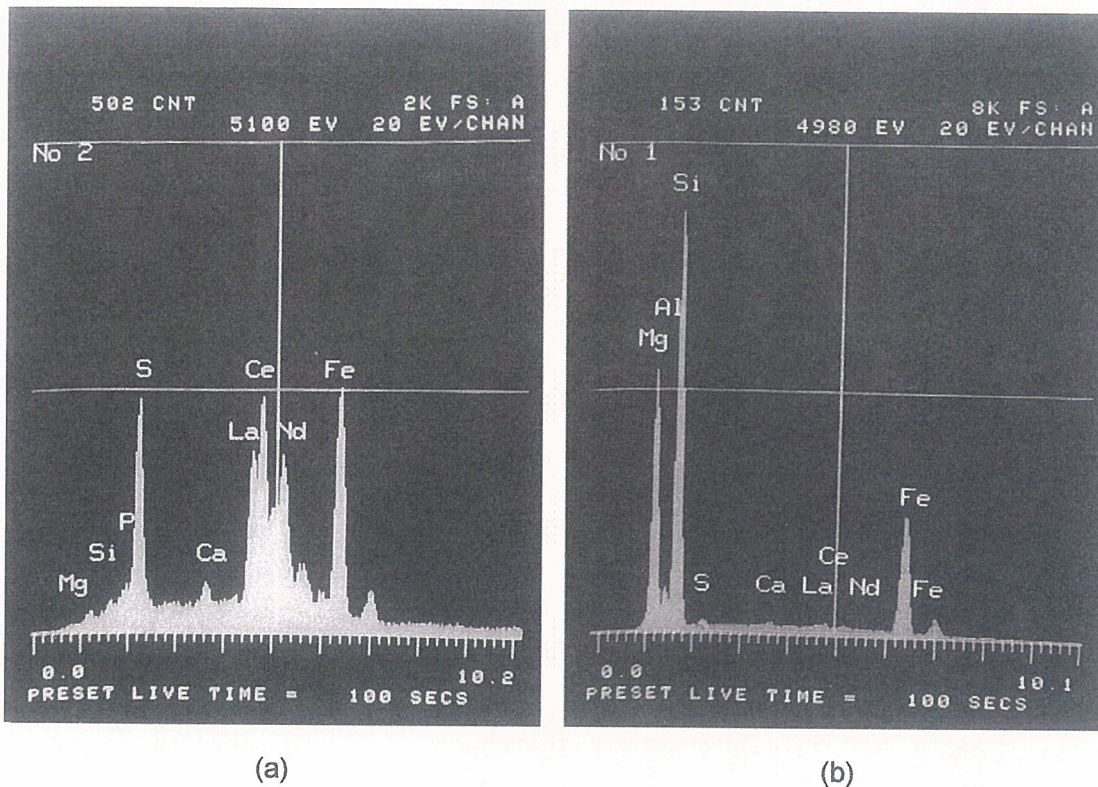 502 CNT 2K FS: A
5100 EV 20 EV/CHAN
No 2
S Ce Fe
La Nd
P
Si Ca
Mg
0.0 10.2
PRESET LIVE TIME = 100 SECS
(a)
153 CNT 8K FS: A
4980 EV 20 EV/CHAN
No 1
Si
Al
Mg
Fe
Ce
S Ca La Nd Fe
0.0 10.1
PRESET LIVE TIME = 100 SECS
(b)